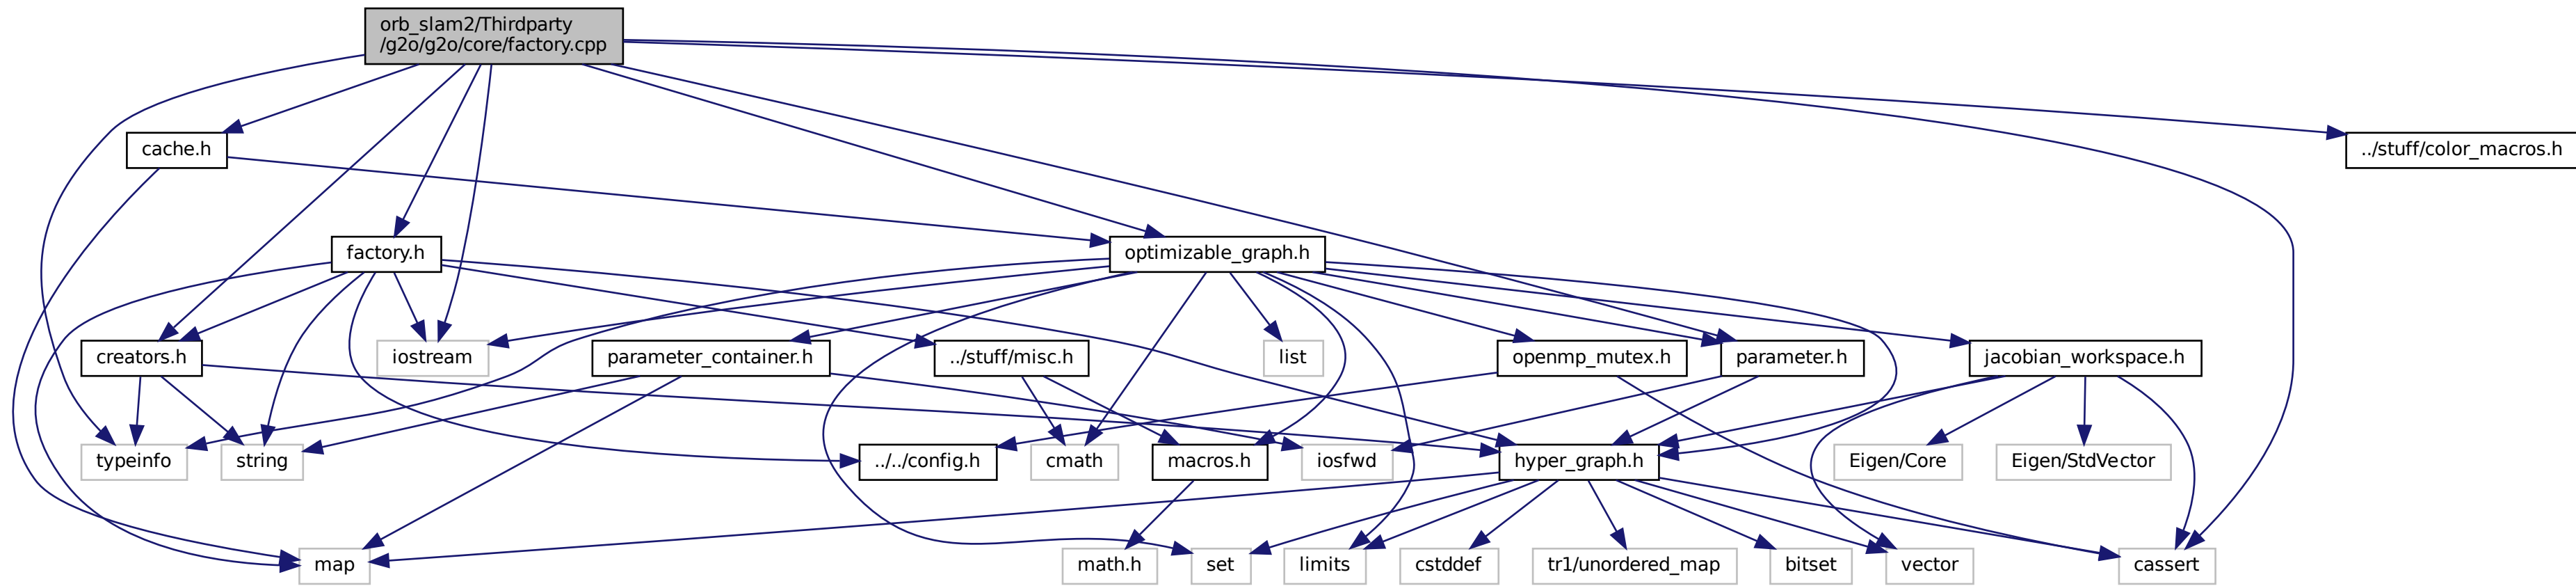 orb_slam2/Thirdparty
/g2o/g2o/core/factory.cpp
cache.h
../stuff/color_macros.h
factory.h
optimizable_graph.h
creators.h
iostream
parameter_container.h
../stuff/misc.h
list
openmp_mutex.h
parameter.h
jacobian_workspace.h
typeinfo
string
../../config.h
cmath
macros.h
iosfwd
hyper_graph.h
Eigen/Core
Eigen/StdVector
map
math.h
set
limits
cstddef
tr1/unordered_map
bitset
vector
cassert